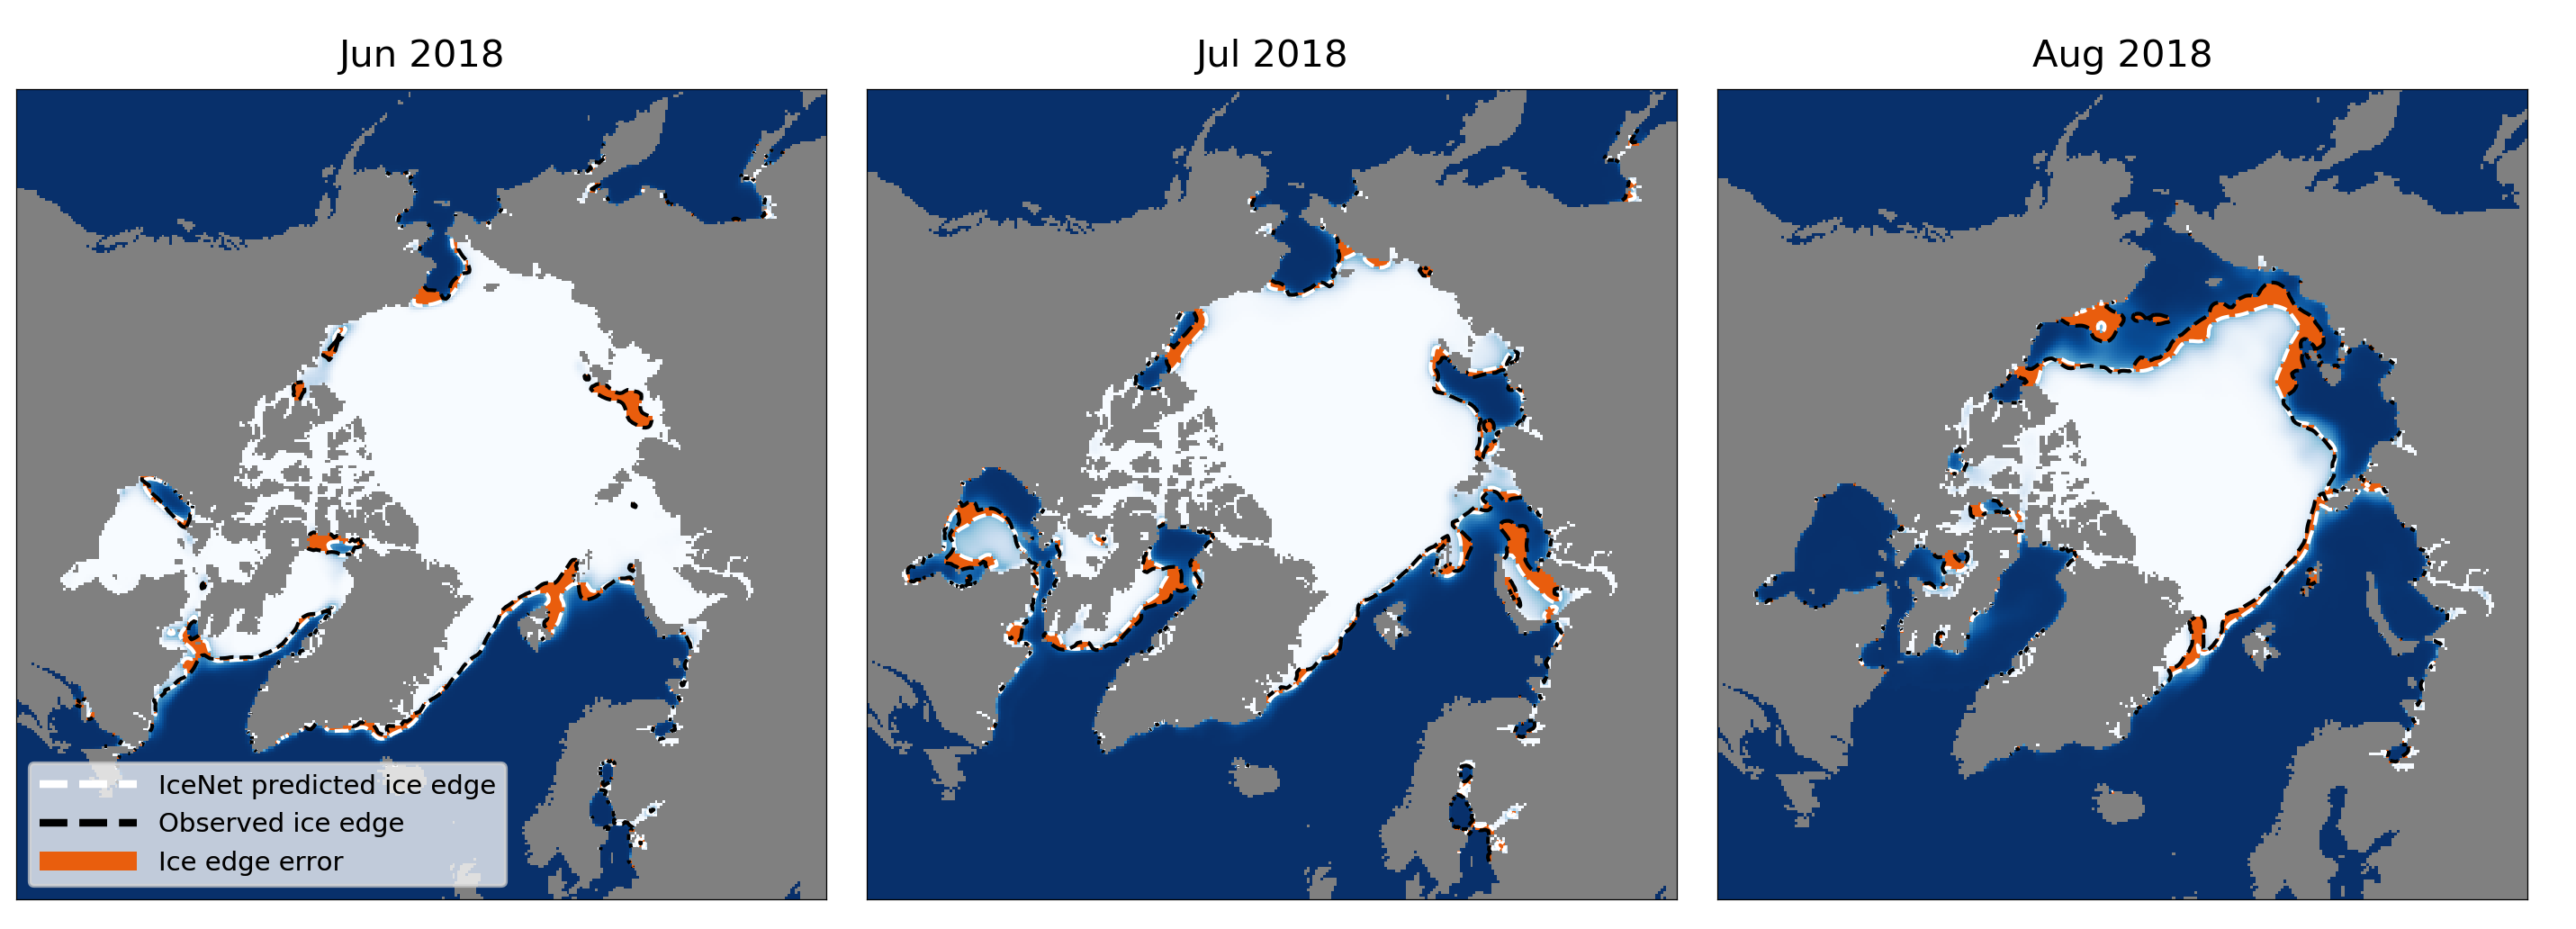 Jun 2018
Jul 2018
Aug 2018
IceNet predicted ice edge
Observed ice edge
Ice edge error